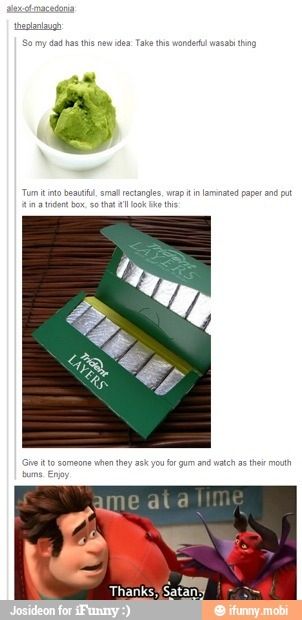 alex-of-macedonia:
theplanlaugh:
So my dad has this new idea: Take this wonderful wasabi thing
Turn it into beautiful, small rectangles, wrap it in laminated paper and put
it in a trident box, so that it'll look like this:
Trident
LAYERS
Trident
LAYERS
Give it to someone when they ask you for gum and watch as their mouth
burns. Enjoy.
ame at a Time
Thanks, Satan.
Josideon for iFunny :)
ifunny.mobi